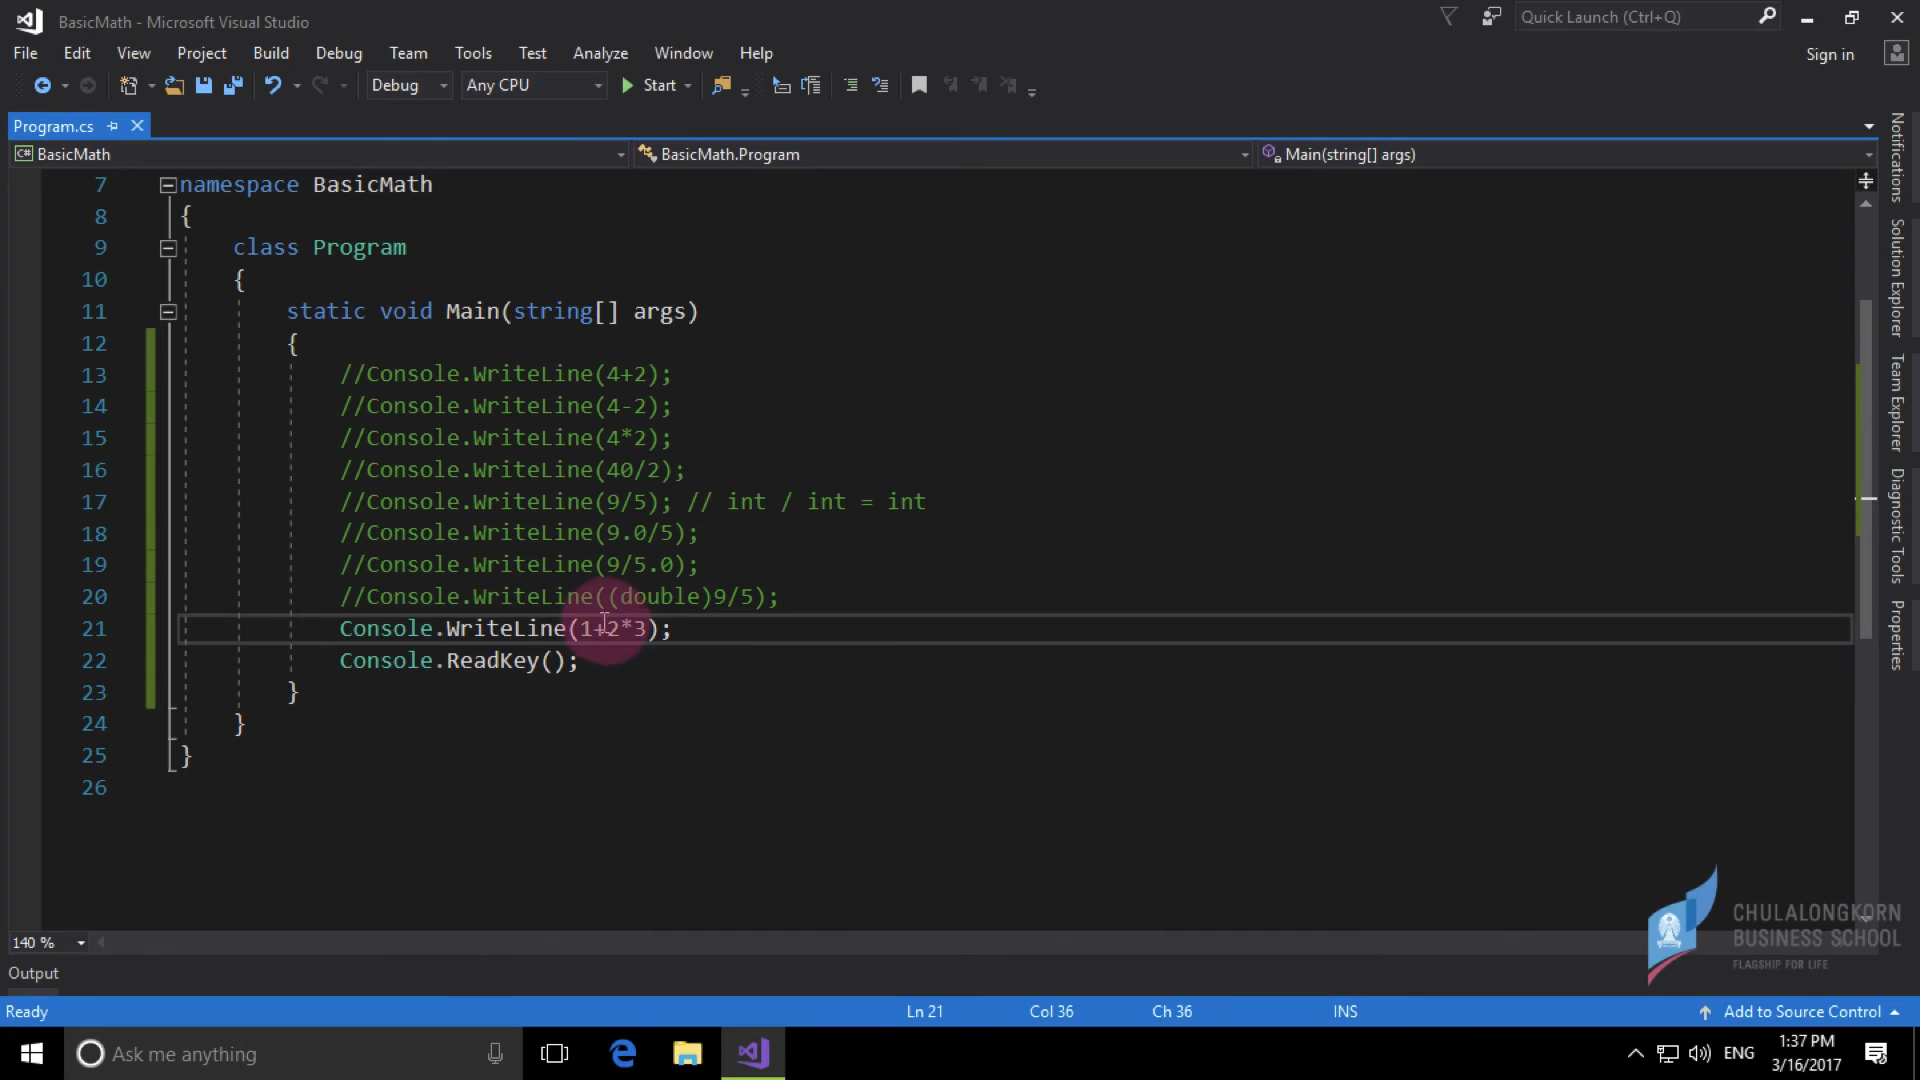 BasicMath - Microsoft Visual Studio
Quick Launch (Ctrl+Q)
File Edit View Project Build Debug Team Tools Test Analyze Window Help
Sign in
Debug Any CPU Start
Program.cs
C# BasicMath BasicMath.Program Main(string[] args)
7 namespace BasicMath
8 {
9 class Program
10 {
11 static void Main(string[] args)
12 {
13 //Console.WriteLine(4+2);
14 //Console.WriteLine(4-2);
15 //Console.WriteLine(4*2);
16 //Console.WriteLine(40/2);
17 //Console.WriteLine(9/5); // int / int = int
18 //Console.WriteLine(9.0/5);
19 //Console.WriteLine(9/5.0);
20 //Console.WriteLine((double)9/5);
21 Console.WriteLine(1+2*3);
22 Console.ReadKey();
23 }
24 }
25 }
26
Notifications
Solution Explorer
Team Explorer
Diagnostic Tools
Properties
CHULALONGKORN
BUSINESS SCHOOL
FLAGSHIP FOR LIFE
140 %
Output
Ready Ln 21 Col 36 Ch 36 INS Add to Source Control
Ask me anything
ENG
1:37 PM
3/16/2017